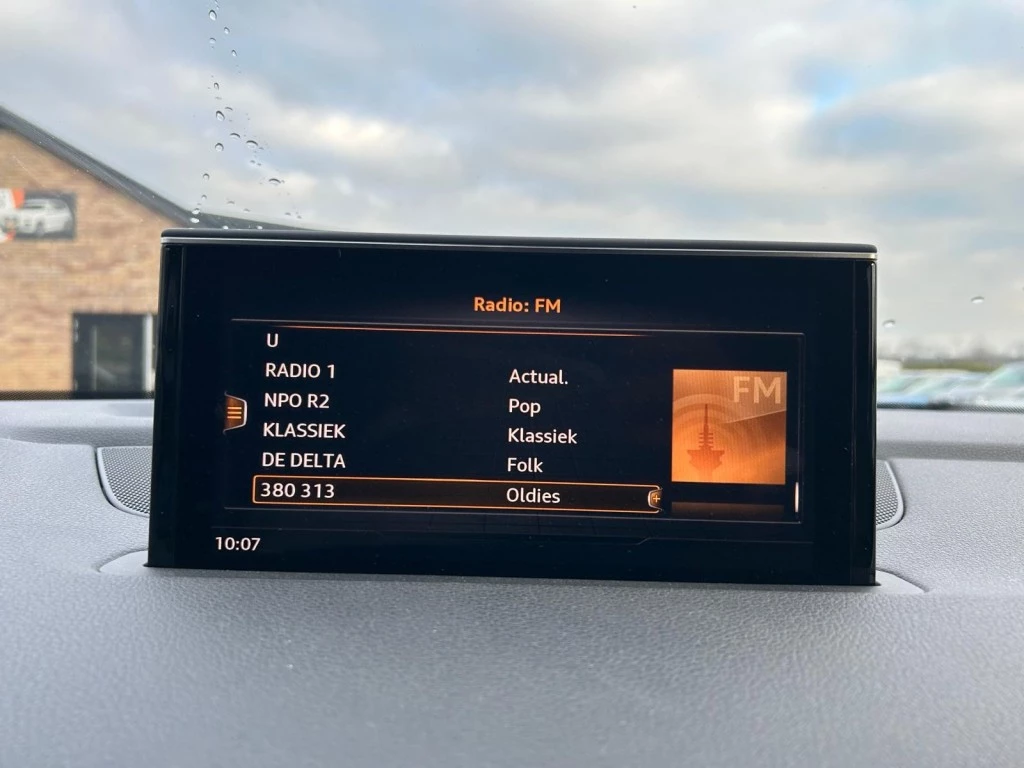 Radio: FM
U
RADIO 1 Actual.
NPO R2 Pop
KLASSIEK Klassiek
DE DELTA Folk
380 313 Oldies
FM
10:07